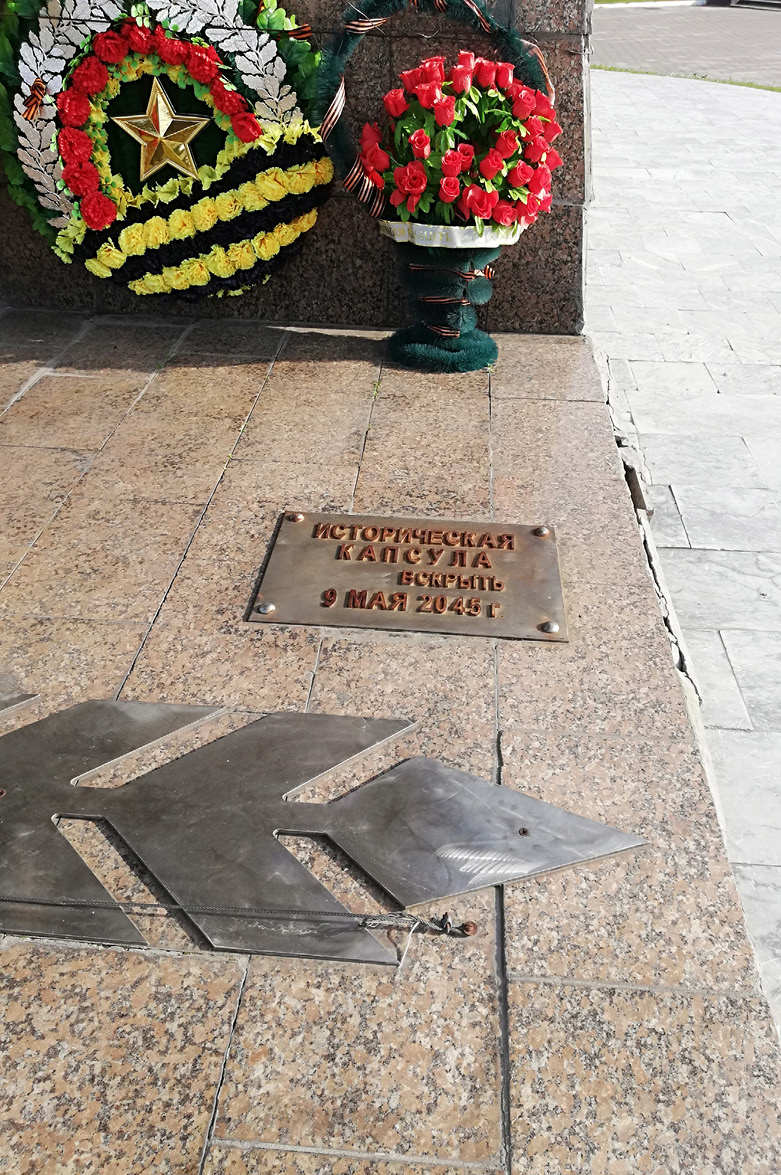 ИСТОРИЧЕСКАЯ
КАПСУЛА
ВСКРЫТЬ
9 МАЯ 2045 г.